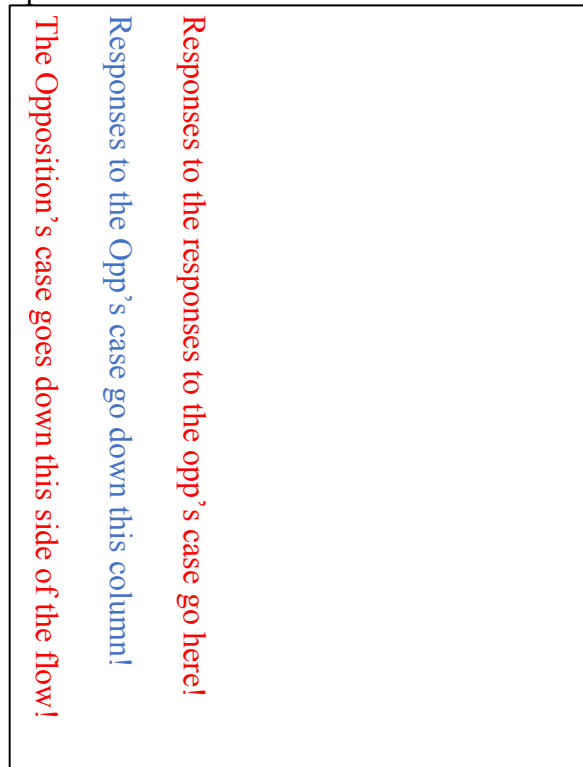 The Opposition’s case goes down this side of the flow!
Responses to the Opp’s case go down this column!
Responses to the responses to the opp’s case go here!